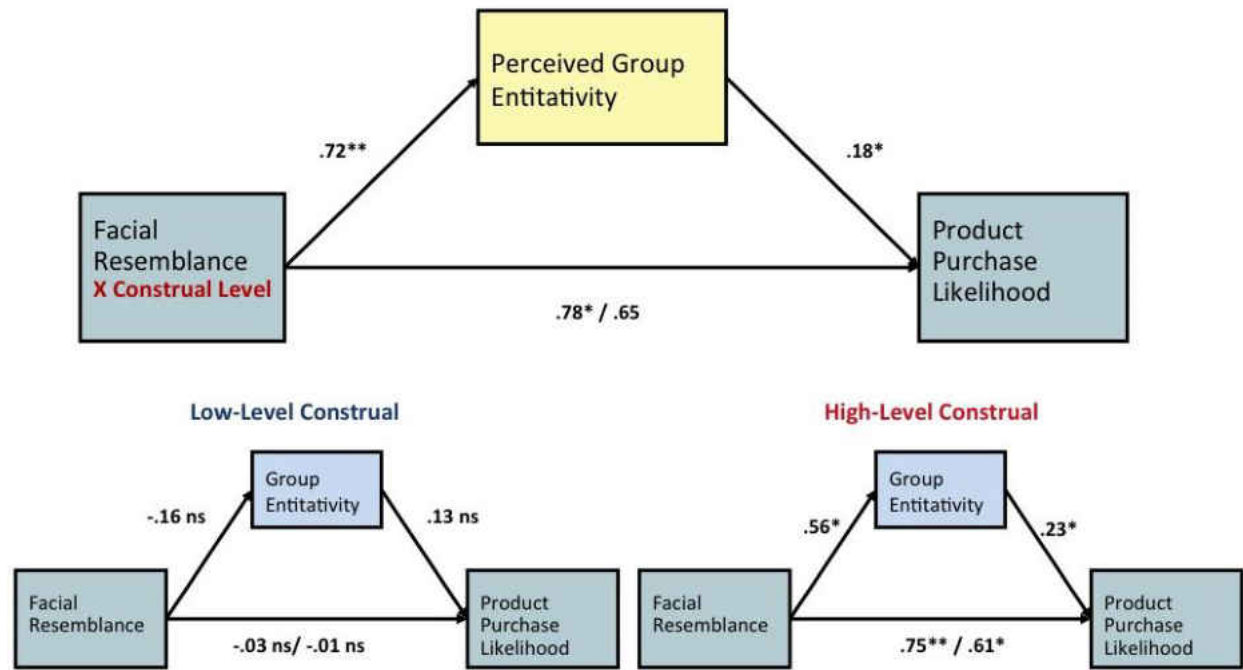 Perceived Group
Entitativity
.72**
.18*
Facial
Resemblance
X Construal Level
Product
Purchase
Likelihood
.78* / .65
Low-Level Construal
Group
Entitativity
-.16 ns
.13 ns
Facial
Resemblance
Product
Purchase
Likelihood
-.03 ns/ -.01 ns
High-Level Construal
Group
Entitativity
.56*
.23*
Facial
Resemblance
Product
Purchase
Likelihood
.75** / .61*